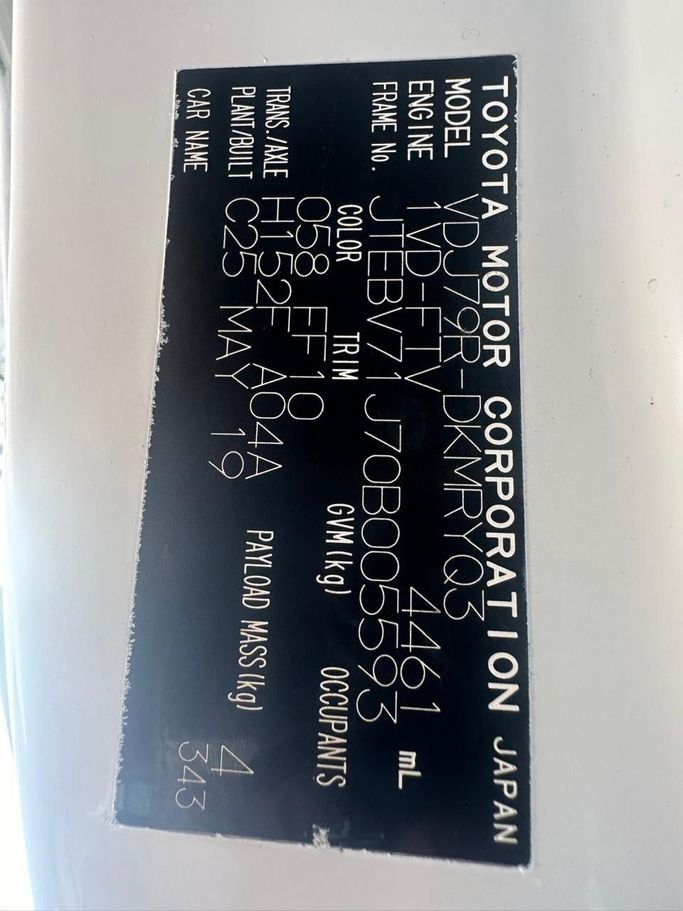 TOYOTA MOTOR CORPORATION JAPAN
MODEL VDJ79R-DKMRYQ3
ENGINE 1VD-FTV 4461 mL
FRAME No. JTEBV71J70B005593
COLOR TRIM GVM(kg) OCCUPANTS
058 FF10
TRANS./AXLE H152F A04A PAYLOAD MASS(kg) 4
PLANT/BUILT C25 MAY 19 343
CAR NAME